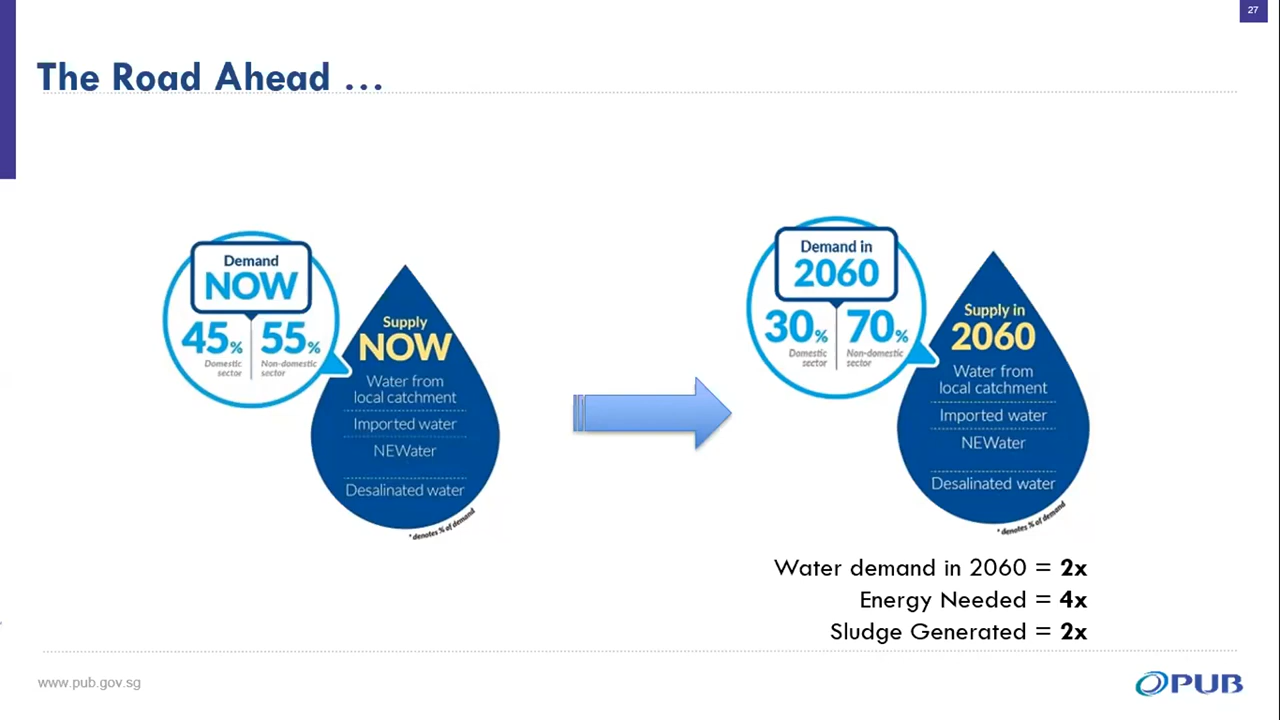 27
The Road Ahead ...
Demand
NOW
45% 55%
Domestic sector
Non-domestic sector
Supply
NOW
Water from
local catchment
Imported water
NEWater
Desalinated water
* denotes % of demand
Demand in
2060
30% 70%
Domestic sector
Non-domestic sector
Supply in
2060
Water from
local catchment
Imported water
NEWater
Desalinated water
* denotes % of demand
Water demand in 2060 = 2x
Energy Needed = 4x
Sludge Generated = 2x
www.pub.gov.sg
PUB